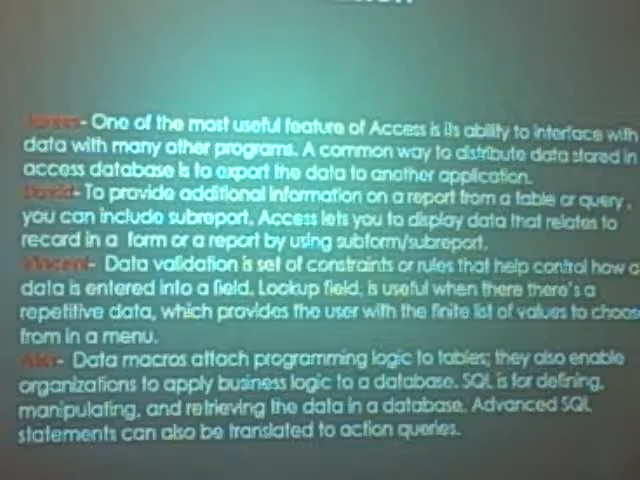 - One of the most useful feature of Access is its ability to interface with
data with many other programs. A common way to distribute data stored in
access database is to export the data to another application.
David- To provide additional information on a report from a table or query,
you can include subreport. Access lets you to display data that relates to
record in a form or a report by using subform/subreport.
Vincent- Data validation is set of constraints or rules that help control how a
data is entered into a field. Lookup field, is useful when there there's a
repetitive data, which provides the user with the finite list of values to choose
from in a menu.
- Data macros attach programming logic to tables; they also enable
organizations to apply business logic to a database. SQL is for defining,
manipulating, and retrieving the data in a database. Advanced SQL
statements can also be translated to action queries.